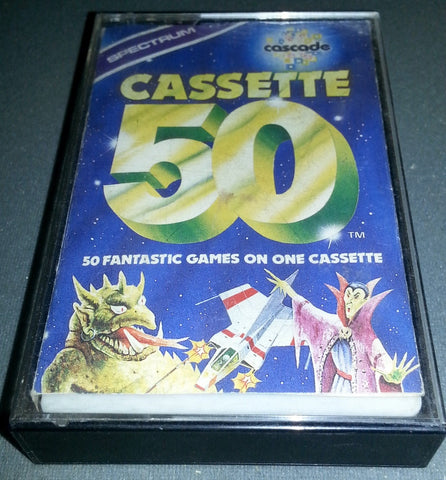 SPECTRUM
cascade
CASSETTE
50
TM
50 FANTASTIC GAMES ON ONE CASSETTE